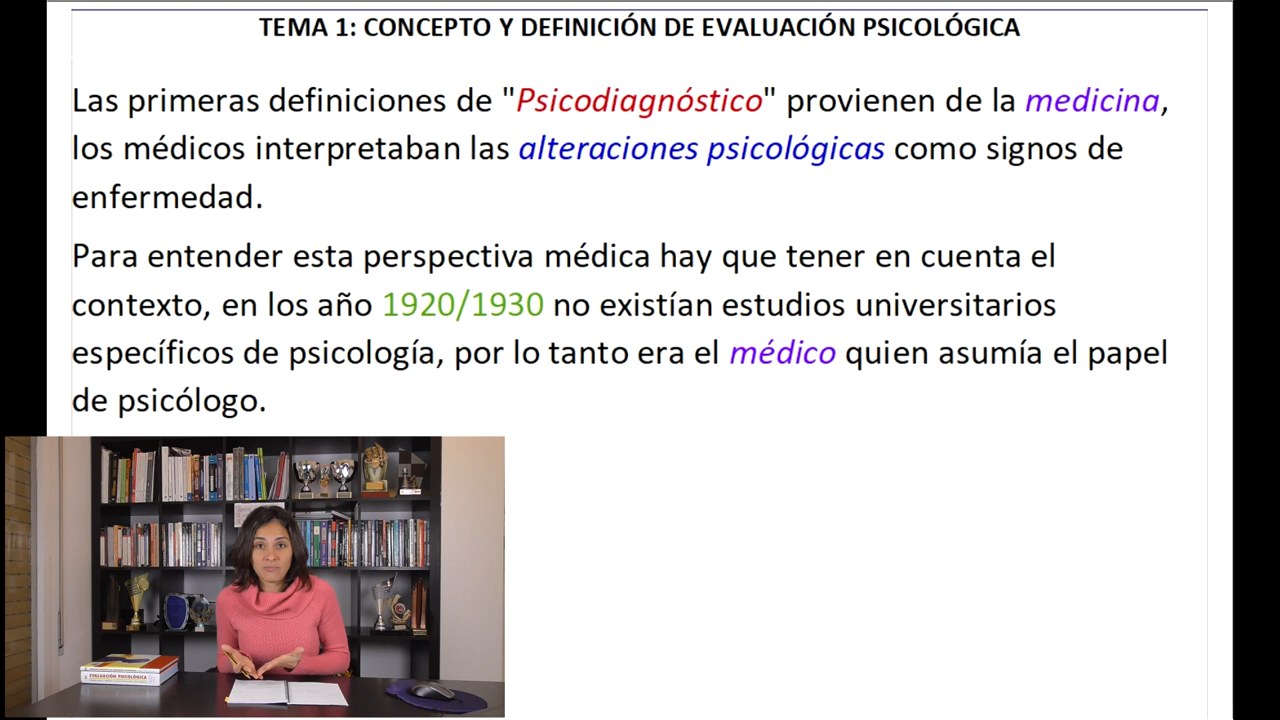 TEMA 1: CONCEPTO Y DEFINICIÓN DE EVALUACIÓN PSICOLÓGICA
Las primeras definiciones de "Psicodiagnóstico" provienen de la medicina,
los médicos interpretaban las alteraciones psicológicas como signos de
enfermedad.
Para entender esta perspectiva médica hay que tener en cuenta el
contexto, en los año 1920/1930 no existían estudios universitarios
específicos de psicología, por lo tanto era el médico quien asumía el papel
de psicólogo.
EVALUACIÓN PSICOLÓGICA